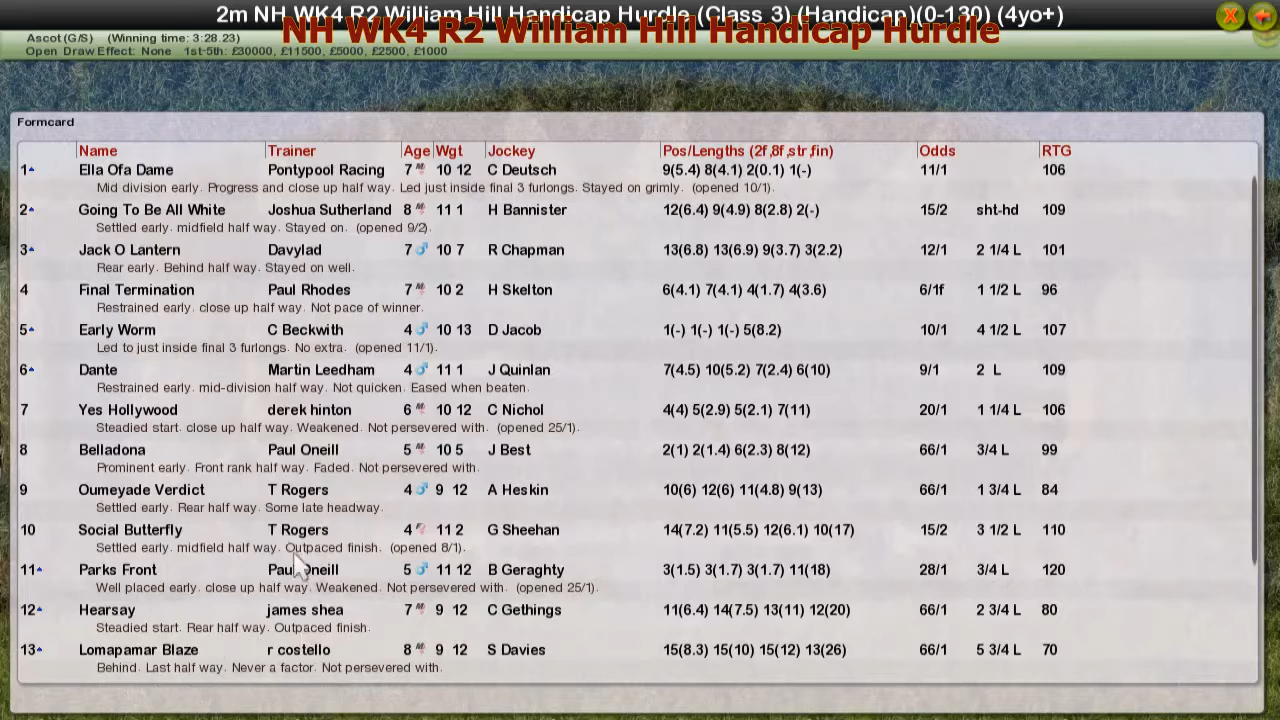 2m NH WK4 R2 William Hill Handicap Hurdle (Class 3) (Handicap)(0-130) (4yo+)
NH WK4 R2 William Hill Handicap Hurdle
Ascot(G/S) (Winning time: 3:28.23)
Open Draw Effect: None 1st-5th: £30000, £11500, £5000, £2500, £1000
Formcard
Name Trainer Age Wgt Jockey Pos/Lengths (2f,8f,str,fin) Odds RTG
1 Ella Ofa Dame Pontypool Racing 7 10 12 C Deutsch 9(5.4) 8(4.1) 2(0.1) 1(-) 11/1 106
Mid division early. Progress and close up half way. Led just inside final 3 furlongs. Stayed on grimly. (opened 10/1).
2 Going To Be All White Joshua Sutherland 8 11 1 H Bannister 12(6.4) 9(4.9) 8(2.8) 2(-) 15/2 sht-hd 109
Settled early. midfield half way. Stayed on. (opened 9/2).
3 Jack O Lantern Davylad 7 10 7 R Chapman 13(6.8) 13(6.9) 9(3.7) 3(2.2) 12/1 2 1/4 L 101
Rear early. Behind half way. Stayed on well.
4 Final Termination Paul Rhodes 7 10 2 H Skelton 6(4.1) 7(4.1) 4(1.7) 4(3.6) 6/1f 1 1/2 L 96
Restrained early. close up half way. Not pace of winner.
5 Early Worm C Beckwith 4 10 13 D Jacob 1(-) 1(-) 1(-) 5(8.2) 10/1 4 1/2 L 107
Led to just inside final 3 furlongs. No extra. (opened 11/1).
6 Dante Martin Leedham 4 11 1 J Quinlan 7(4.5) 10(5.2) 7(2.4) 6(10) 9/1 2 L 109
Restrained early. mid-division half way. Not quicken. Eased when beaten.
7 Yes Hollywood derek hinton 6 10 12 C Nichol 4(4) 5(2.9) 5(2.1) 7(11) 20/1 1 1/4 L 106
Steadied start. close up half way. Weakened. Not persevered with. (opened 25/1).
8 Belladona Paul Oneill 5 10 5 J Best 2(1) 2(1.4) 6(2.3) 8(12) 66/1 3/4 L 99
Prominent early. Front rank half way. Faded. Not persevered with.
9 Oumeyade Verdict T Rogers 4 9 12 A Heskin 10(6) 12(6) 11(4.8) 9(13) 66/1 1 3/4 L 84
Settled early. Rear half way. Some late headway.
10 Social Butterfly T Rogers 4 11 2 G Sheehan 14(7.2) 11(5.5) 12(6.1) 10(17) 15/2 3 1/2 L 110
Settled early. midfield half way. Outpaced finish. (opened 8/1).
11 Parks Front Paul Oneill 5 11 12 B Geraghty 3(1.5) 3(1.7) 3(1.7) 11(18) 28/1 3/4 L 120
Well placed early. close up half way. Weakened. Not persevered with. (opened 25/1).
12 Hearsay james shea 7 9 12 C Gethings 11(6.4) 14(7.5) 13(11) 12(20) 66/1 2 3/4 L 80
Steadied start. Rear half way. Outpaced finish.
13 Lomapamar Blaze r costello 8 9 12 S Davies 15(8.3) 15(10) 15(12) 13(26) 66/1 5 3/4 L 70
Behind. Last half way. Never a factor. Not persevered with.